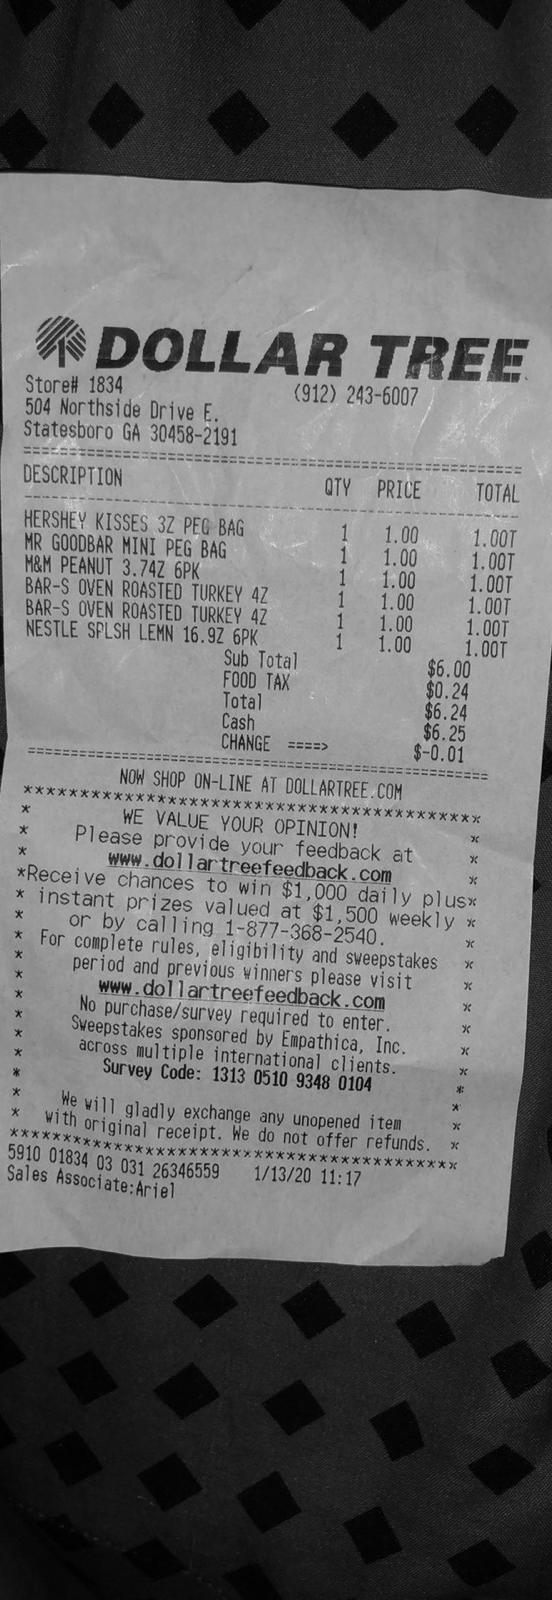 DOLLAR TREE
Store# 1834 (912) 243-6007
504 Northside Drive E.
Statesboro GA 30458-2191
================================================
DESCRIPTION QTY PRICE TOTAL
------------------------------------------------
HERSHEY KISSES 3Z PEG BAG 1 1.00 1.00T
MR GOODBAR MINI PEG BAG 1 1.00 1.00T
M&M PEANUT 3.74Z 6PK 1 1.00 1.00T
BAR-S OVEN ROASTED TURKEY 4Z 1 1.00 1.00T
BAR-S OVEN ROASTED TURKEY 4Z 1 1.00 1.00T
NESTLE SPLSH LEMN 16.9Z 6PK 1 1.00 1.00T
Sub Total $6.00
FOOD TAX $0.24
Total $6.24
Cash $6.25
CHANGE ====> $-0.01
================================================
NOW SHOP ON-LINE AT DOLLARTREE.COM
******************************************
* WE VALUE YOUR OPINION! *
* Please provide your feedback at *
* www.dollartreefeedback.com *
*Receive chances to win $1,000 daily plus*
* instant prizes valued at $1,500 weekly *
* or by calling 1-877-368-2540. *
* For complete rules, eligibility and sweepstakes *
* period and previous winners please visit *
* www.dollartreefeedback.com *
* No purchase/survey required to enter. *
* Sweepstakes sponsored by Empathica, Inc. *
* across multiple international clients. *
* Survey Code: 1313 0510 9348 0104 *
* We will gladly exchange any unopened item *
* with original receipt. We do not offer refunds. *
******************************************
5910 01834 03 031 26346559 1/13/20 11:17
Sales Associate:Ariel